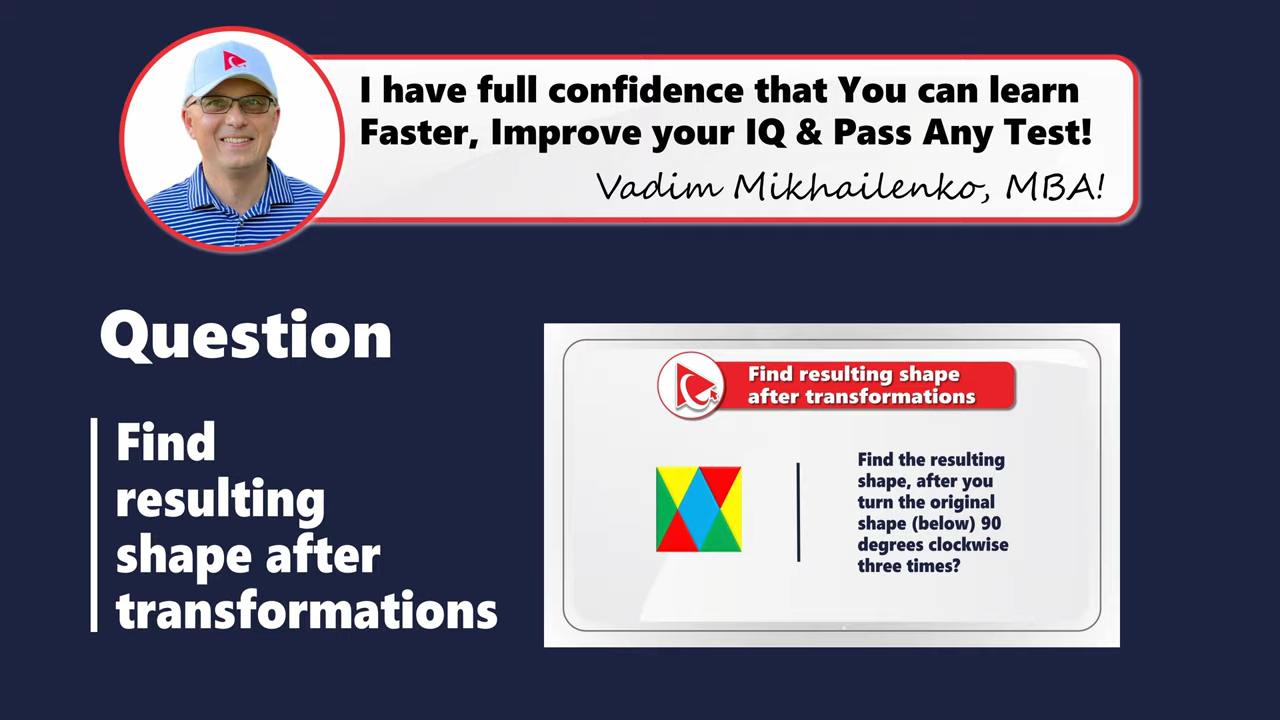 I have full confidence that You can learn
Faster, Improve your IQ & Pass Any Test!
Vadim Mikhailenko, MBA!
Question
Find
resulting
shape after
transformations
Find resulting shape
after transformations
Find the resulting
shape, after you
turn the original
shape (below) 90
degrees clockwise
three times?